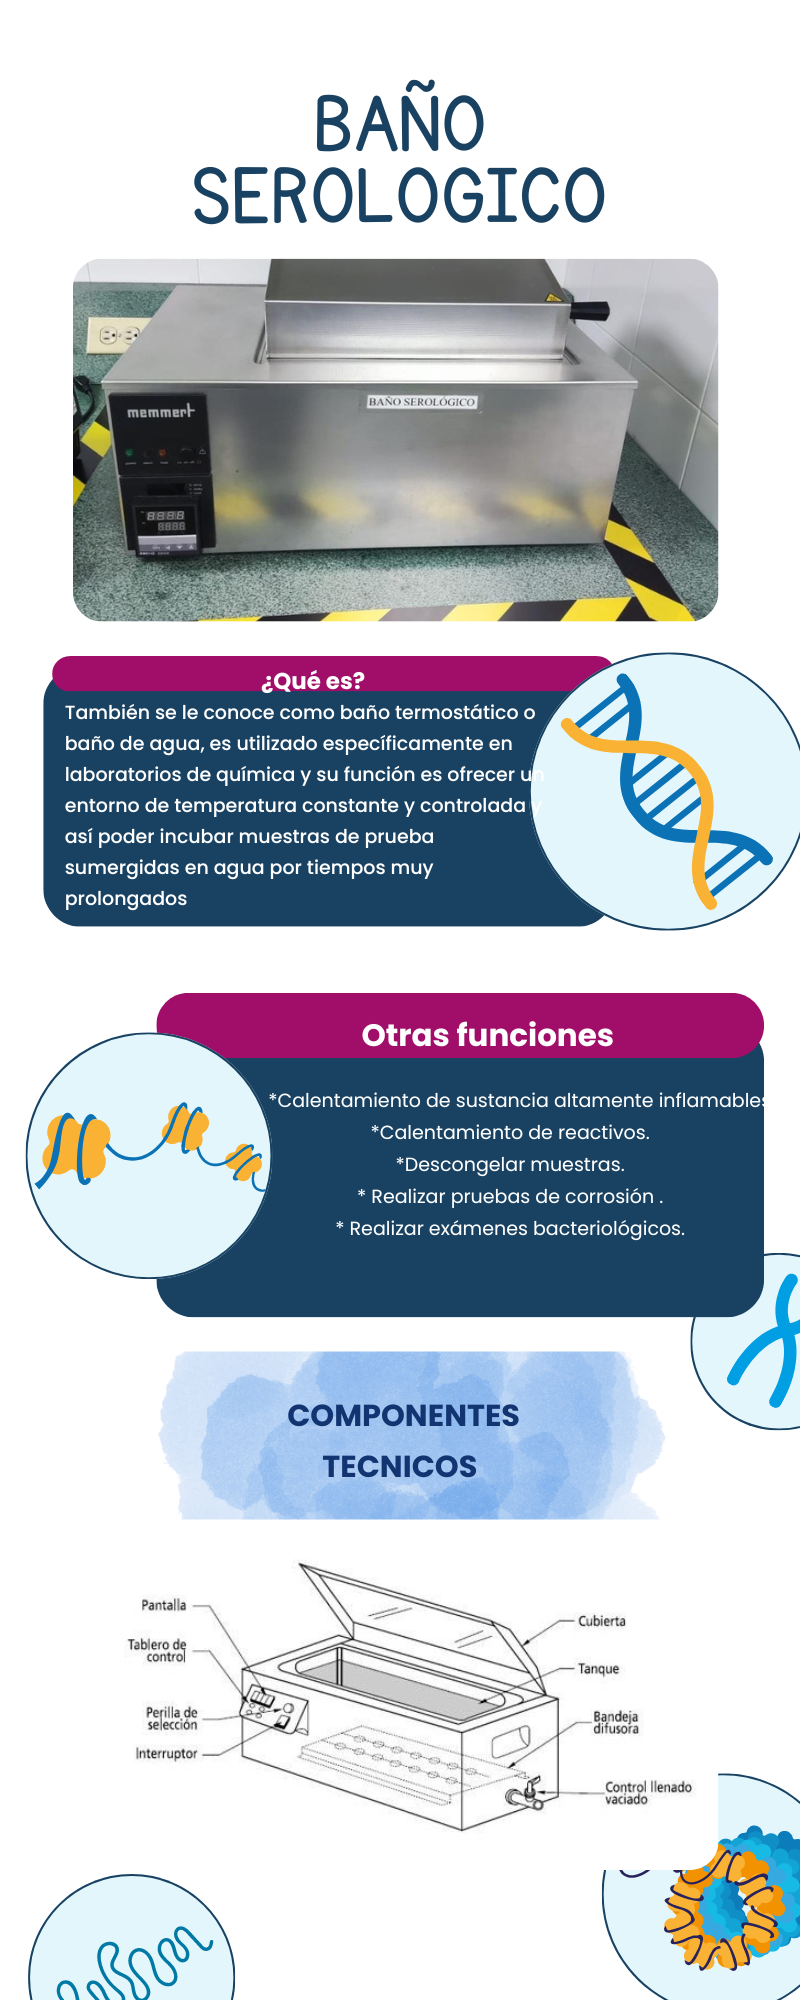 BAÑO
SEROLOGICO
memmert
BAÑO SEROLÓGICO
¿Qué es?
También se le conoce como baño termostático o
baño de agua, es utilizado específicamente en
laboratorios de química y su función es ofrecer un
entorno de temperatura constante y controlada y
así poder incubar muestras de prueba
sumergidas en agua por tiempos muy
prolongados
Otras funciones
*Calentamiento de sustancia altamente inflamables
*Calentamiento de reactivos.
*Descongelar muestras.
* Realizar pruebas de corrosión .
* Realizar exámenes bacteriológicos.
COMPONENTES
TECNICOS
Pantalla
Tablero de
control
Perilla de
selección
Interruptor
Cubierta
Tanque
Bandeja
difusora
Control llenado
vaciado